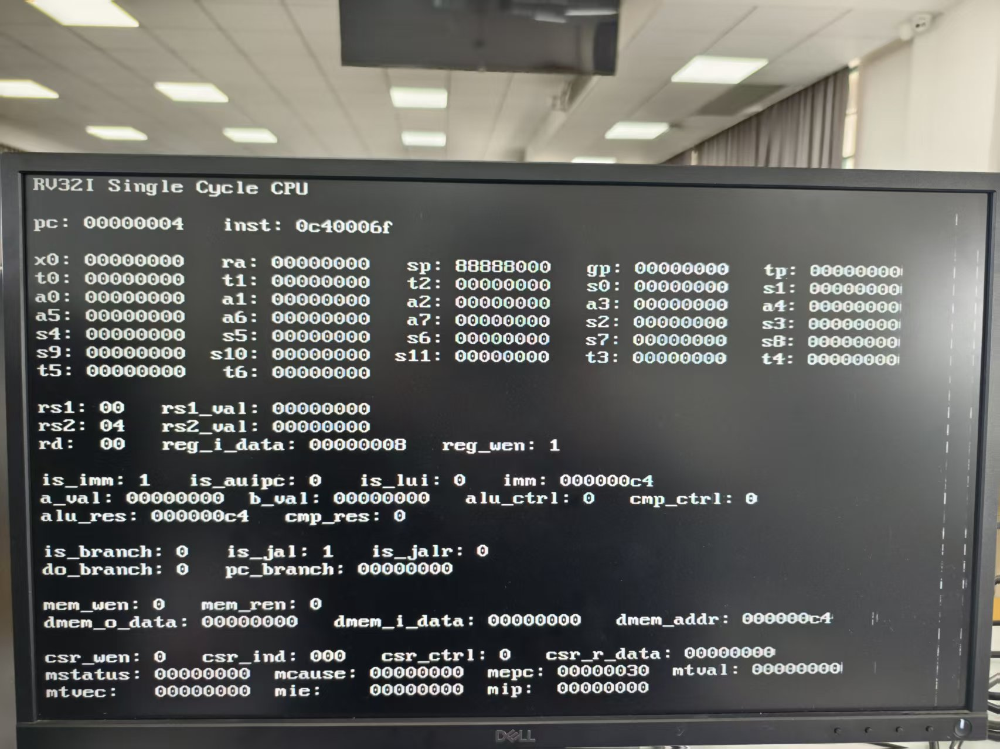 RV32I Single Cycle CPU
pc: 00000004 inst: 0c40006f
x0: 00000000 ra: 00000000 sp: 88888000 gp: 00000000 tp: 00000000
t0: 00000000 t1: 00000000 t2: 00000000 s0: 00000000 s1: 00000000
a0: 00000000 a1: 00000000 a2: 00000000 a3: 00000000 a4: 00000000
a5: 00000000 a6: 00000000 a7: 00000000 s2: 00000000 s3: 00000000
s4: 00000000 s5: 00000000 s6: 00000000 s7: 00000000 s8: 00000000
s9: 00000000 s10: 00000000 s11: 00000000 t3: 00000000 t4: 00000000
t5: 00000000 t6: 00000000
rs1: 00 rs1_val: 00000000
rs2: 04 rs2_val: 00000000
rd: 00 reg_i_data: 00000008 reg_wen: 1
is_imm: 1 is_auipc: 0 is_lui: 0 imm: 000000c4
a_val: 00000000 b_val: 00000000 alu_ctrl: 0 cmp_ctrl: 0
alu_res: 000000c4 cmp_res: 0
is_branch: 0 is_jal: 1 is_jalr: 0
do_branch: 0 pc_branch: 00000000
mem_wen: 0 mem_ren: 0
dmem_o_data: 00000000 dmem_i_data: 00000000 dmem_addr: 000000c4
csr_wen: 0 csr_ind: 000 csr_ctrl: 0 csr_r_data: 00000000
mstatus: 00000000 mcause: 00000000 mepc: 00000030 mtval: 00000000
mtvec: 00000000 mie: 00000000 mip: 00000000
DELL